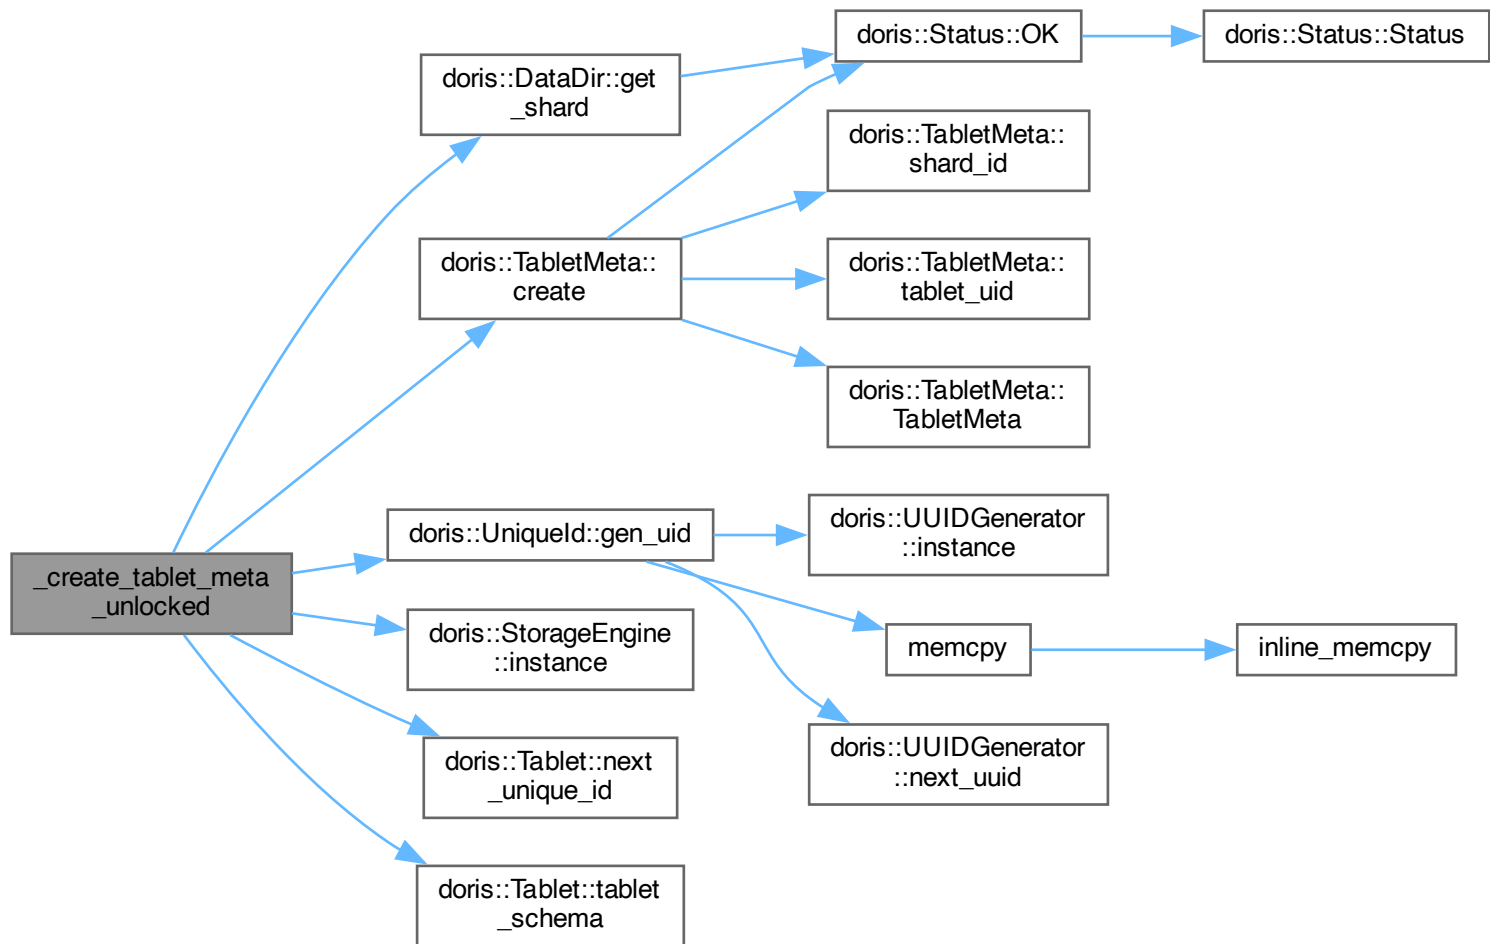 doris::Status::OK
doris::Status::Status
doris::DataDir::get
_shard
doris::TabletMeta::
shard_id
doris::TabletMeta::
create
doris::TabletMeta::
tablet_uid
doris::TabletMeta::
TabletMeta
doris::UniqueId::gen_uid
doris::UUIDGenerator
::instance
_create_tablet_meta
_unlocked
doris::StorageEngine
::instance
memcpy
inline_memcpy
doris::Tablet::next
_unique_id
doris::UUIDGenerator
::next_uuid
doris::Tablet::tablet
_schema